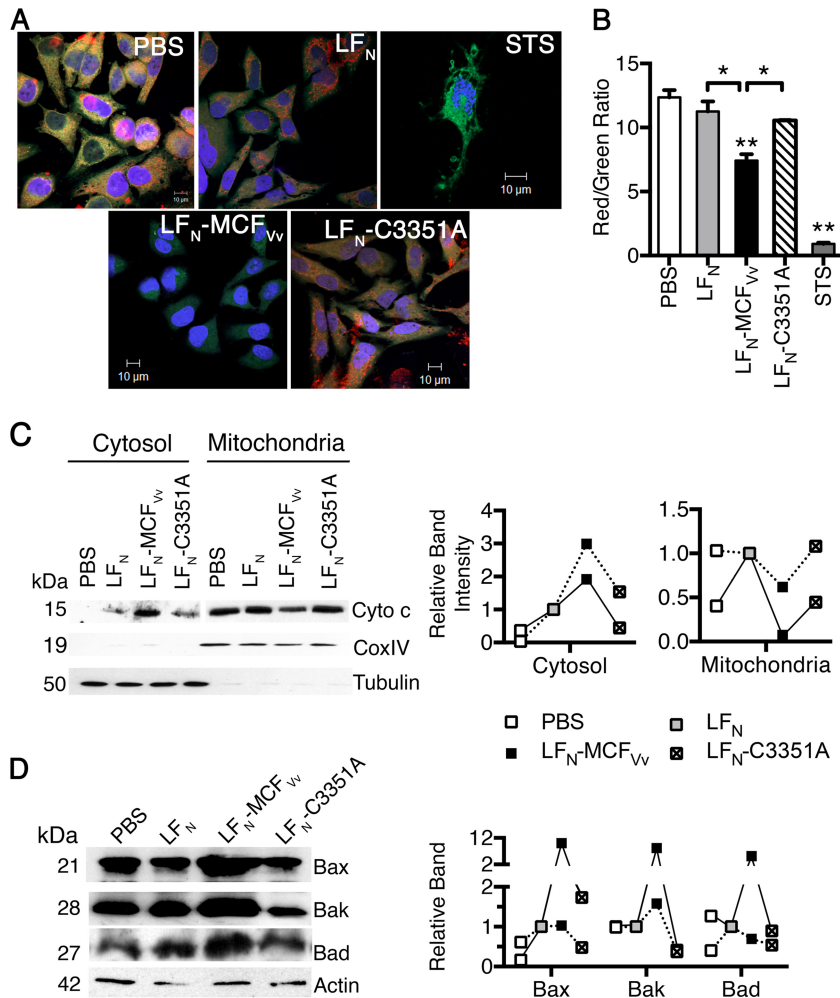 A
PBS
LFN
STS
10 µm
10 µm
LFN-MCFVv
LFN-C3351A
10 µm
10 µm
B
Red/Green Ratio
15
10
5
0
* *
**
**
PBS
LFN
LFN-MCFVv
LFN-C3351A
STS
C
Cytosol Mitochondria
kDa
PBS
LFN
LFN-MCFVv
LFN-C3351A
PBS
LFN
LFN-MCFVv
LFN-C3351A
15 Cyto c
19 CoxIV
50 Tubulin
Relative Band
Intensity
4
3
2
1
0
Cytosol
1.5
1.0
0.5
0.0
Mitochondria
PBS LFN
LFN-MCFVv LFN-C3351A
D
kDa
PBS
LFN
LFN-MCFVv
LFN-C3351A
21 Bax
28 Bak
27 Bad
42 Actin
Relative Band
12
2
2
1
0
Bax Bak Bad